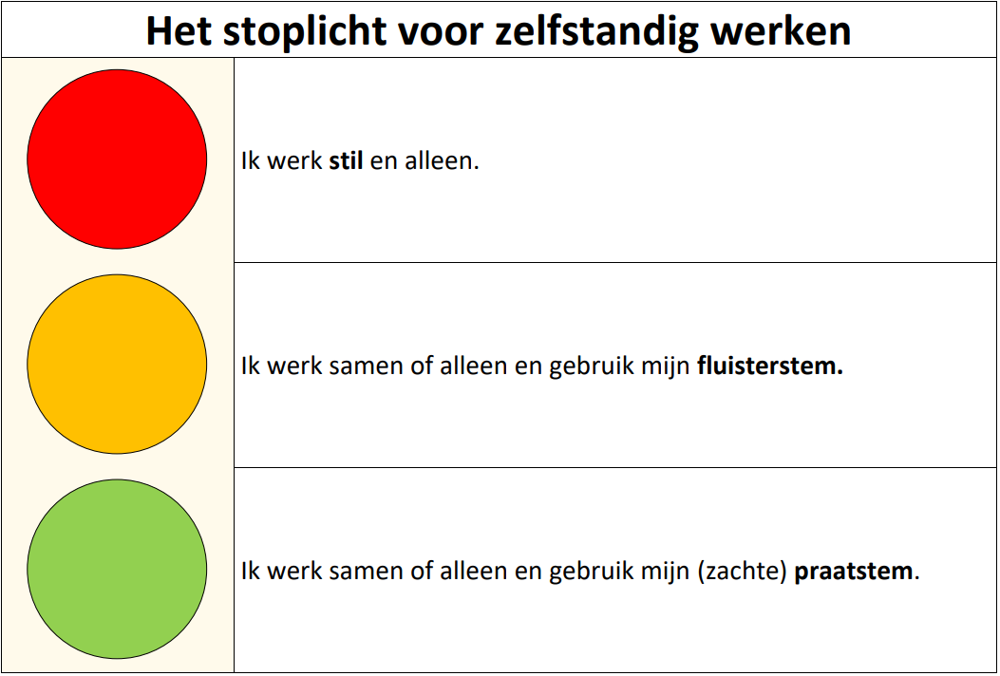 Het stoplicht voor zelfstandig werken
Ik werk stil en alleen.
Ik werk samen of alleen en gebruik mijn fluisterstem.
Ik werk samen of alleen en gebruik mijn (zachte) praatstem.